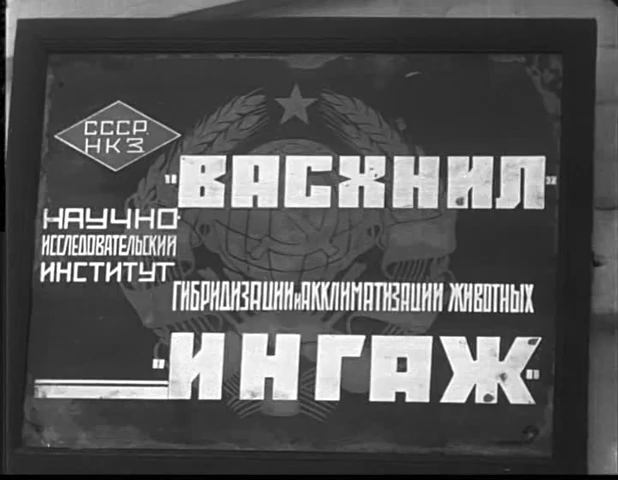 СССР.
НКЗ.
"ВАСХНИЛ"
НАУЧНО-
ИССЛЕДОВАТЕЛЬСКИЙ
ИНСТИТУТ
ГИБРИДИЗАЦИИ и АККЛИМАТИЗАЦИИ ЖИВОТНЫХ
"ИНГАЖ"